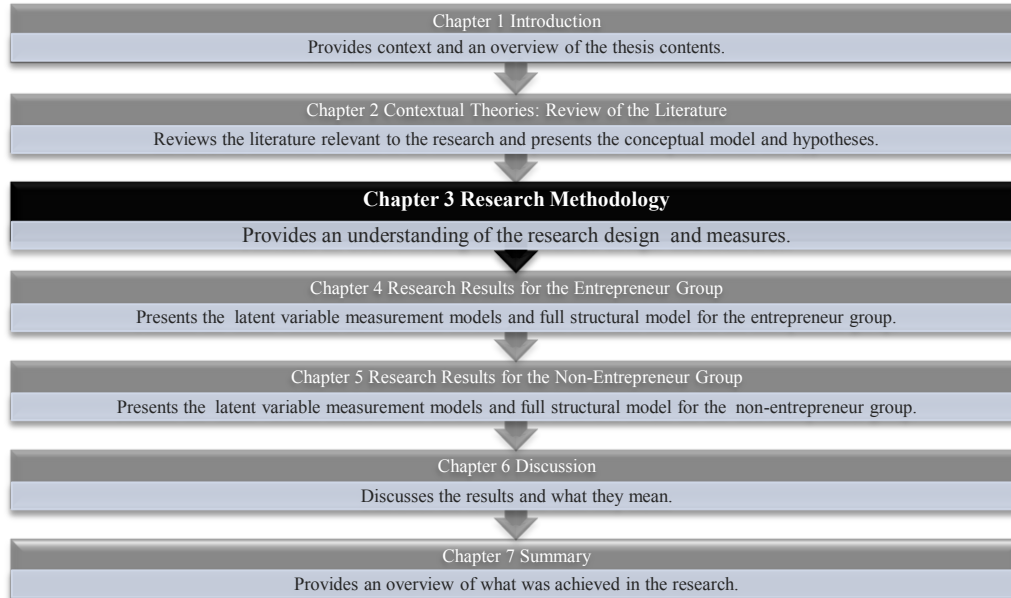 Chapter 1 Introduction
Provides context and an overview of the thesis contents.
Chapter 2 Contextual Theories: Review of the Literature
Reviews the literature relevant to the research and presents the conceptual model and hypotheses.
Chapter 3 Research Methodology
Provides an understanding of the research design and measures.
Chapter 4 Research Results for the Entrepreneur Group
Presents the latent variable measurement models and full structural model for the entrepreneur group.
Chapter 5 Research Results for the Non-Entrepreneur Group
Presents the latent variable measurement models and full structural model for the non-entrepreneur group.
Chapter 6 Discussion
Discusses the results and what they mean.
Chapter 7 Summary
Provides an overview of what was achieved in the research.